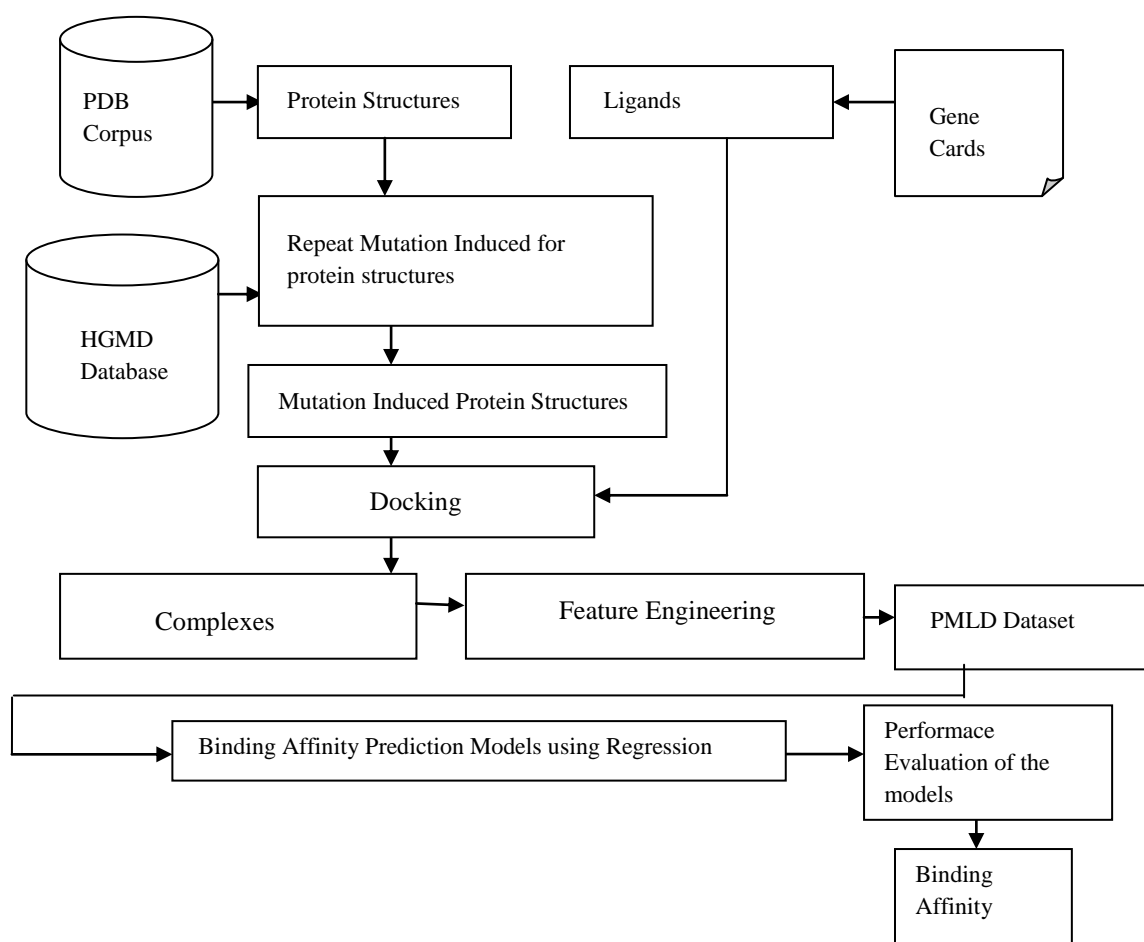 PDB
Corpus
Protein Structures
Ligands
Gene
Cards
Repeat Mutation Induced for
protein structures
HGMD
Database
Mutation Induced Protein Structures
Docking
Complexes
Feature Engineering
PMLD Dataset
Binding Affinity Prediction Models using Regression
Performace
Evaluation of the
models
Binding
Affinity